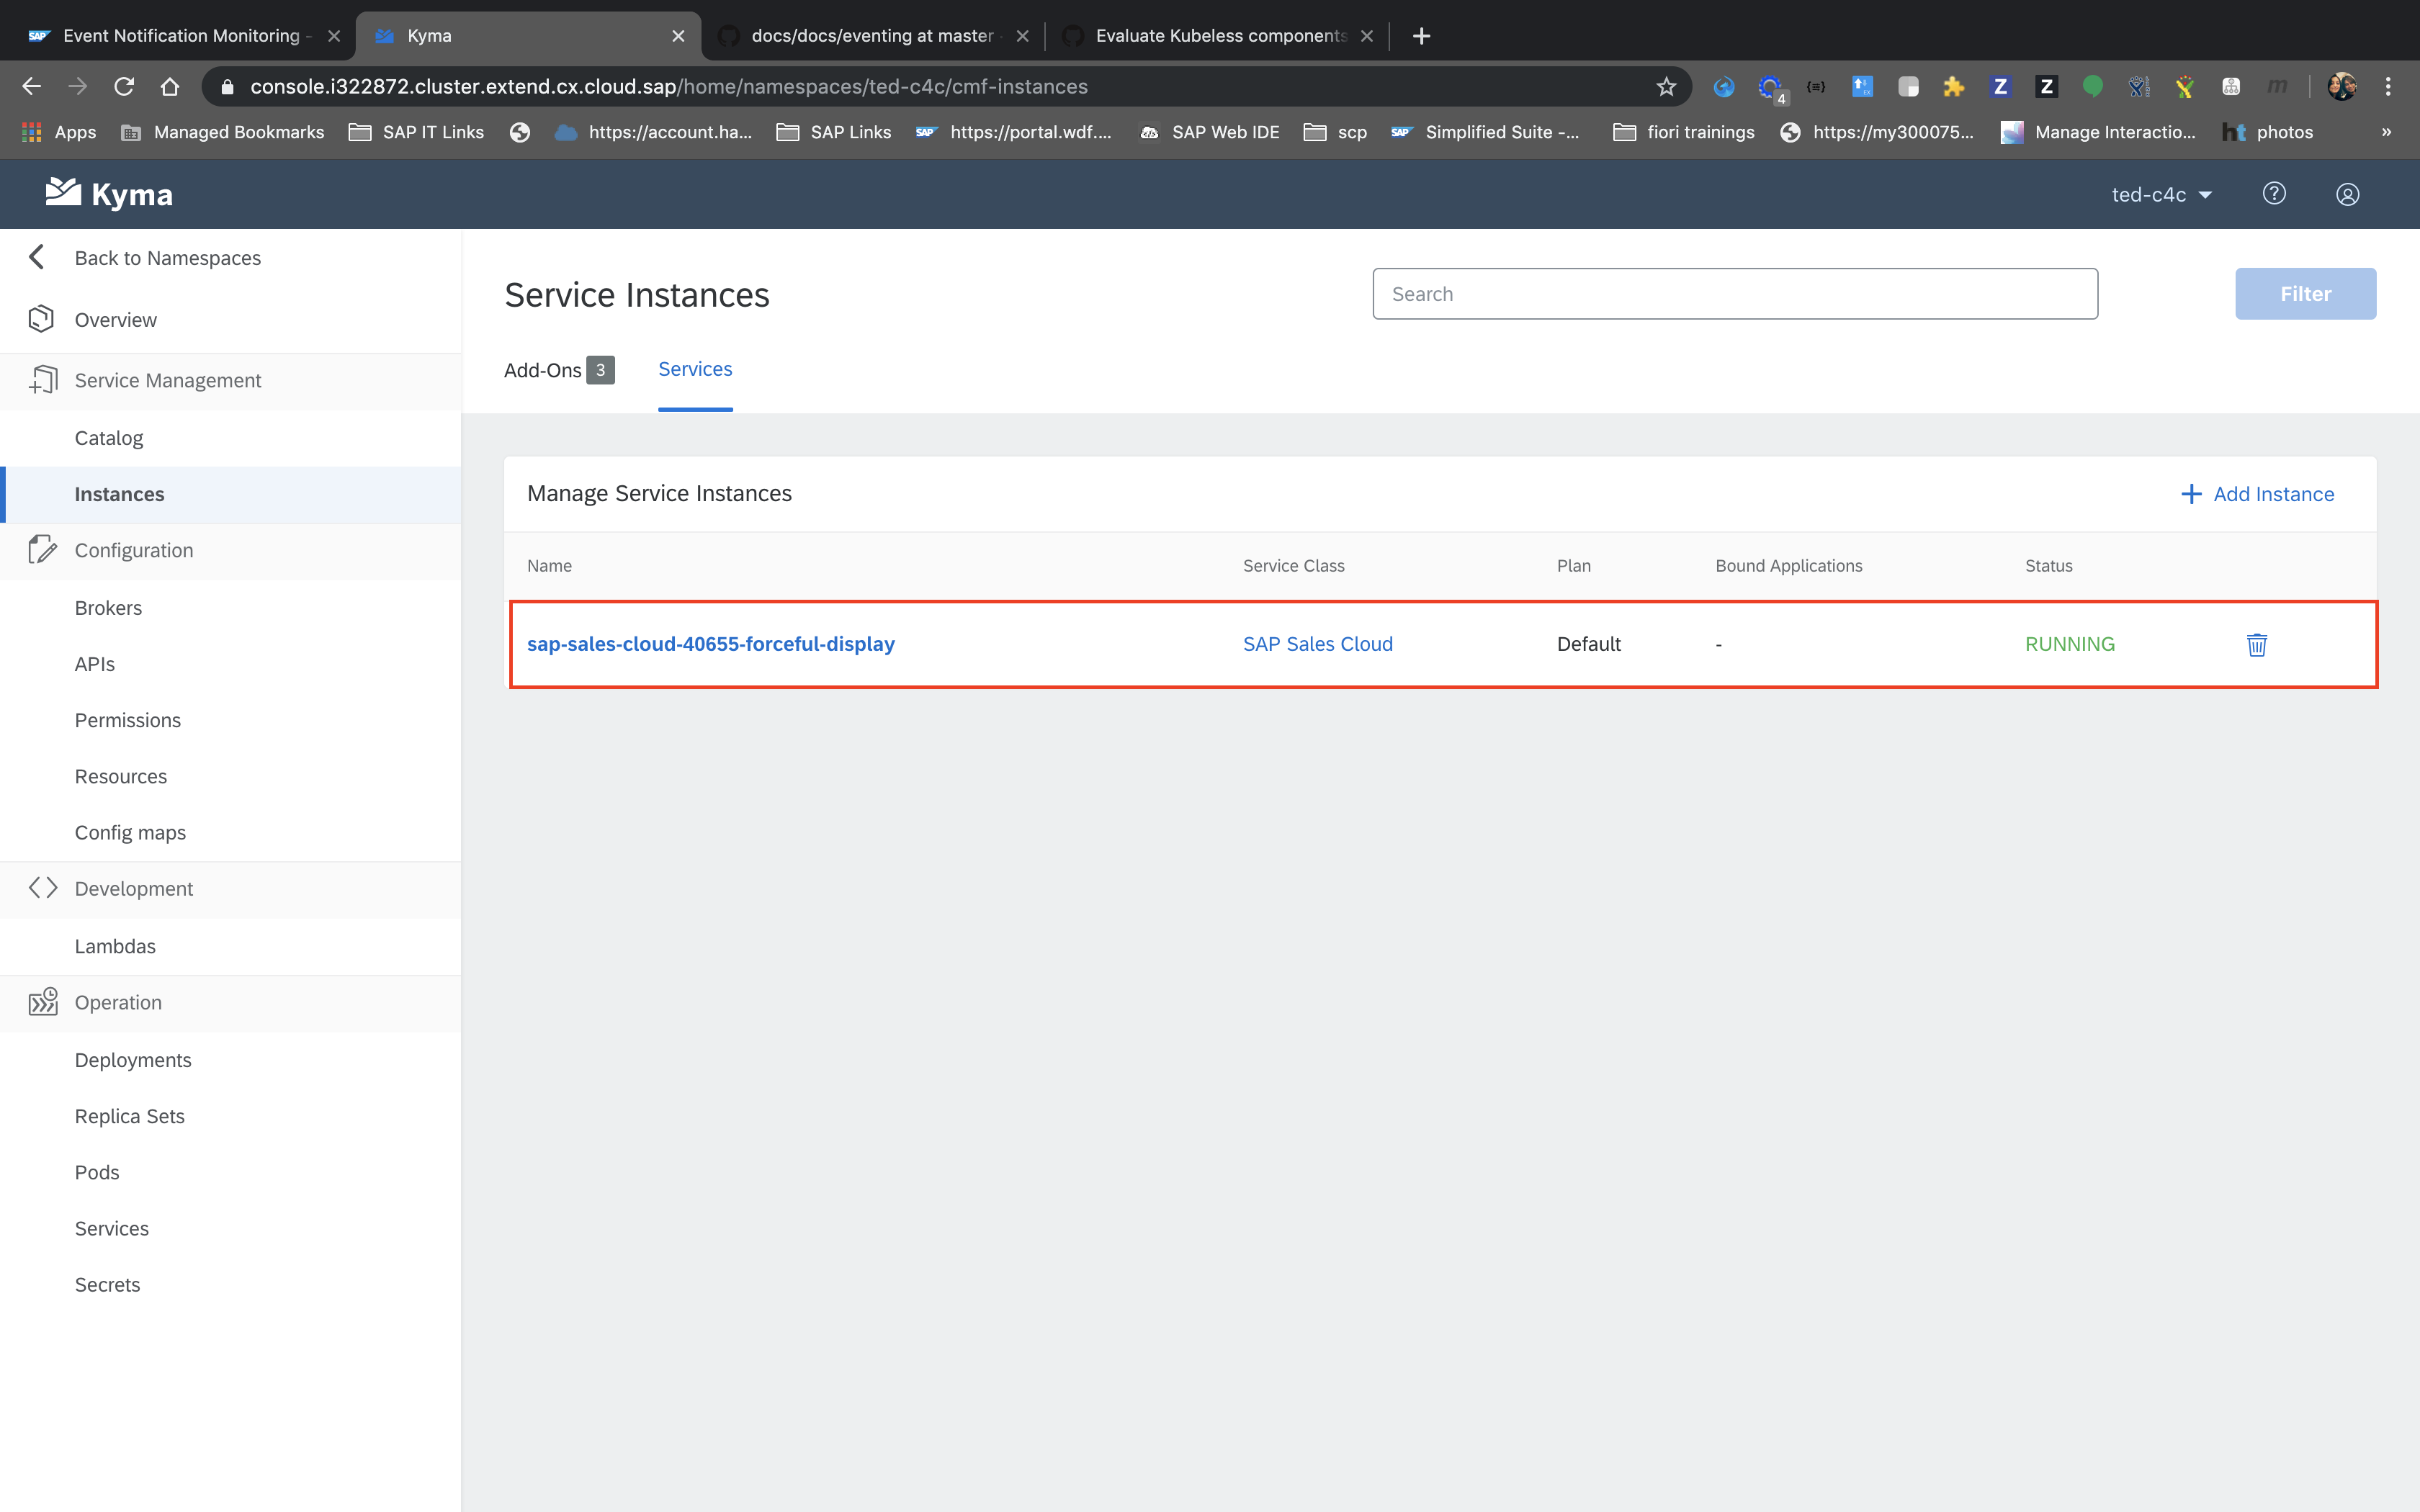 SAP Event Notification Monitoring -
Kyma
docs/docs/eventing at master
Evaluate Kubeless components
console.i322872.cluster.extend.cx.cloud.sap/home/namespaces/ted-c4c/cmf-instances
4
Z
Z
m
Apps
Managed Bookmarks
SAP IT Links
https://account.ha...
SAP Links
SAP https://portal.wdf....
SAP Web IDE
scp
SAP Simplified Suite -...
fiori trainings
https://my300075...
Manage Interactio...
ht photos
»
Kyma
ted-c4c
Back to Namespaces
Overview
Service Management
Catalog
Instances
Configuration
Brokers
APIs
Permissions
Resources
Config maps
Development
Lambdas
Operation
Deployments
Replica Sets
Pods
Services
Secrets
Service Instances
Search
Filter
Add-Ons 3
Services
Manage Service Instances
+ Add Instance
Name Service Class Plan Bound Applications Status
sap-sales-cloud-40655-forceful-display SAP Sales Cloud Default - RUNNING